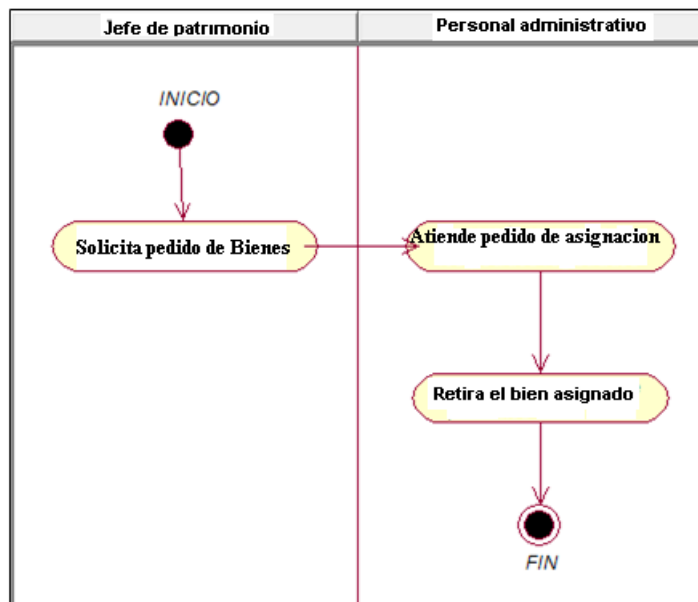 Jefe de patrimonio
Personal administrativo
INICIO
Solicita pedido de Bienes
Atiende pedido de asignacion
Retira el bien asignado
FIN